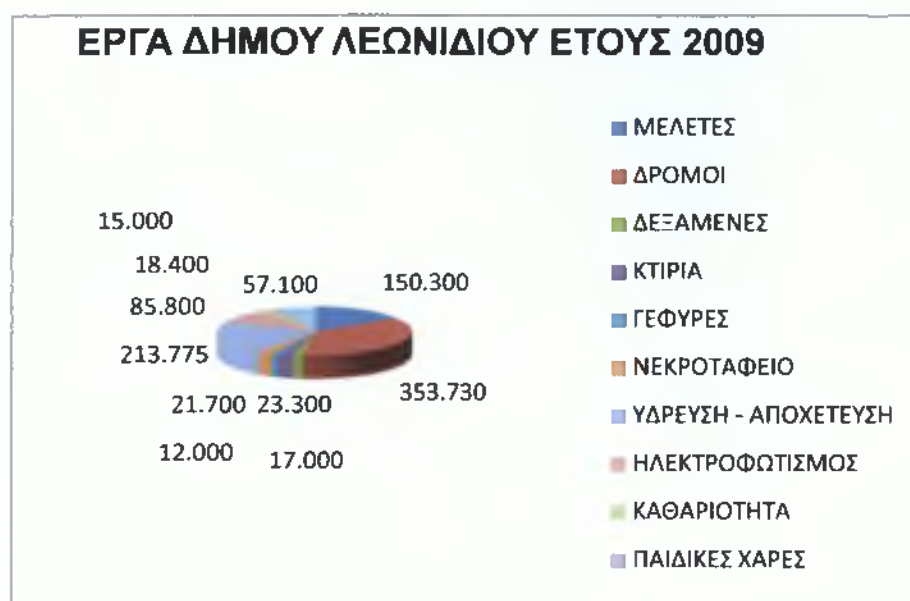 ΕΡΓΑ ΔΗΜΟΥ ΛΕΩΝΙΔΙΟΥ ΕΤΟΥΣ 2009
15.000
18.400
57.100
150.300
85.800
213.775
353.730
21.700
23.300
12.000
17.000
ΜΕΛΕΤΕΣ
ΔΡΟΜΟΙ
ΔΕΞΑΜΕΝΕΣ
ΚΤΙΡΙΑ
ΓΕΦΥΡΕΣ
ΝΕΚΡΟΤΑΦΕΙΟ
ΥΔΡΕΥΣΗ - ΑΠΟΧΕΤΕΥΣΗ
ΗΛΕΚΤΡΟΦΩΤΙΣΜΟΣ
ΚΑΘΑΡΙΟΤΗΤΑ
ΠΑΙΔΙΚΕΣ ΧΑΡΕΣ